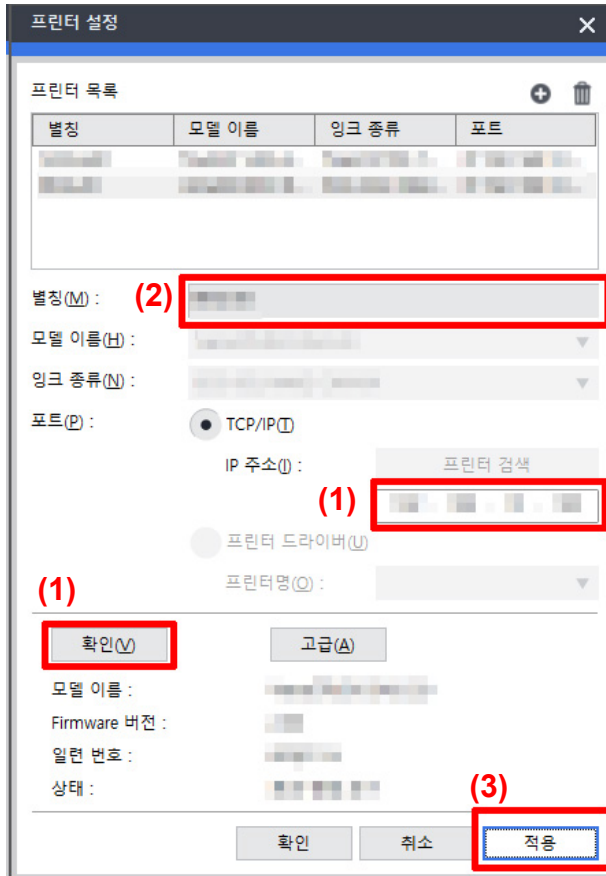 프린터 설정
프린터 목록
별칭 모델 이름 잉크 종류 포트
별칭(M) : (2)
모델 이름(H) :
잉크 종류(N) :
포트(P) : TCP/IP(T)
IP 주소(I) : 프린터 검색
(1)
프린터 드라이버(U)
프린터명(O) :
(1)
확인(V) 고급(A)
모델 이름 :
Firmware 버전 :
일련 번호 :
상태 :
(3)
확인 취소 적용